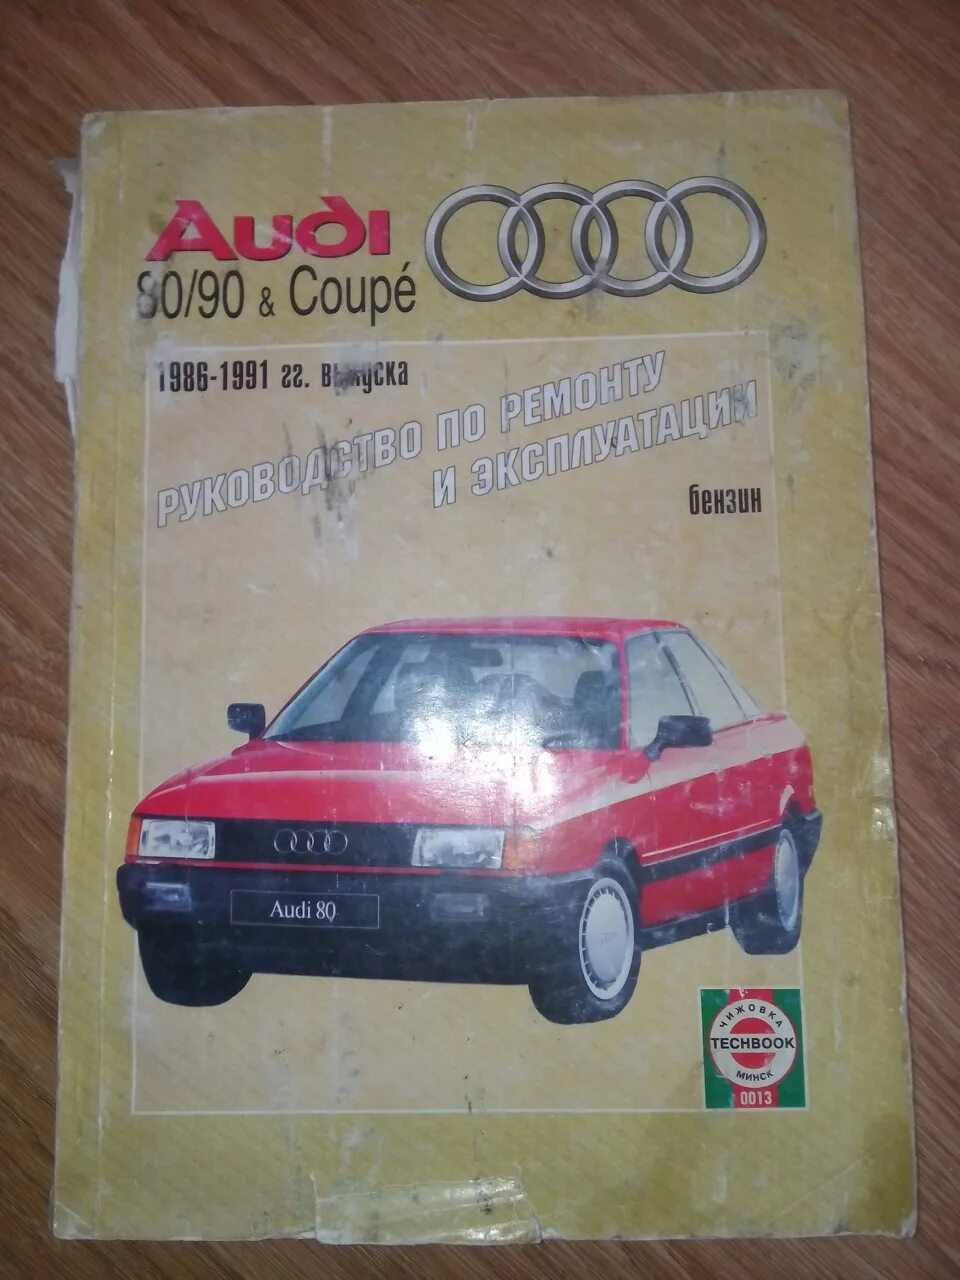 Audi
80/90 & Coupé
1986-1991 гг. выпуска
РУКОВОДСТВО ПО РЕМОНТУ
И ЭКСПЛУАТАЦИИ
бензин
Audi 80
ЧИЖОВКА
TECHBOOK
МИНСК
0013